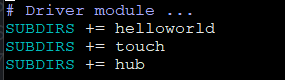 # Driver module ...
SUBDIRS += helloworld
SUBDIRS += touch
SUBDIRS += hub